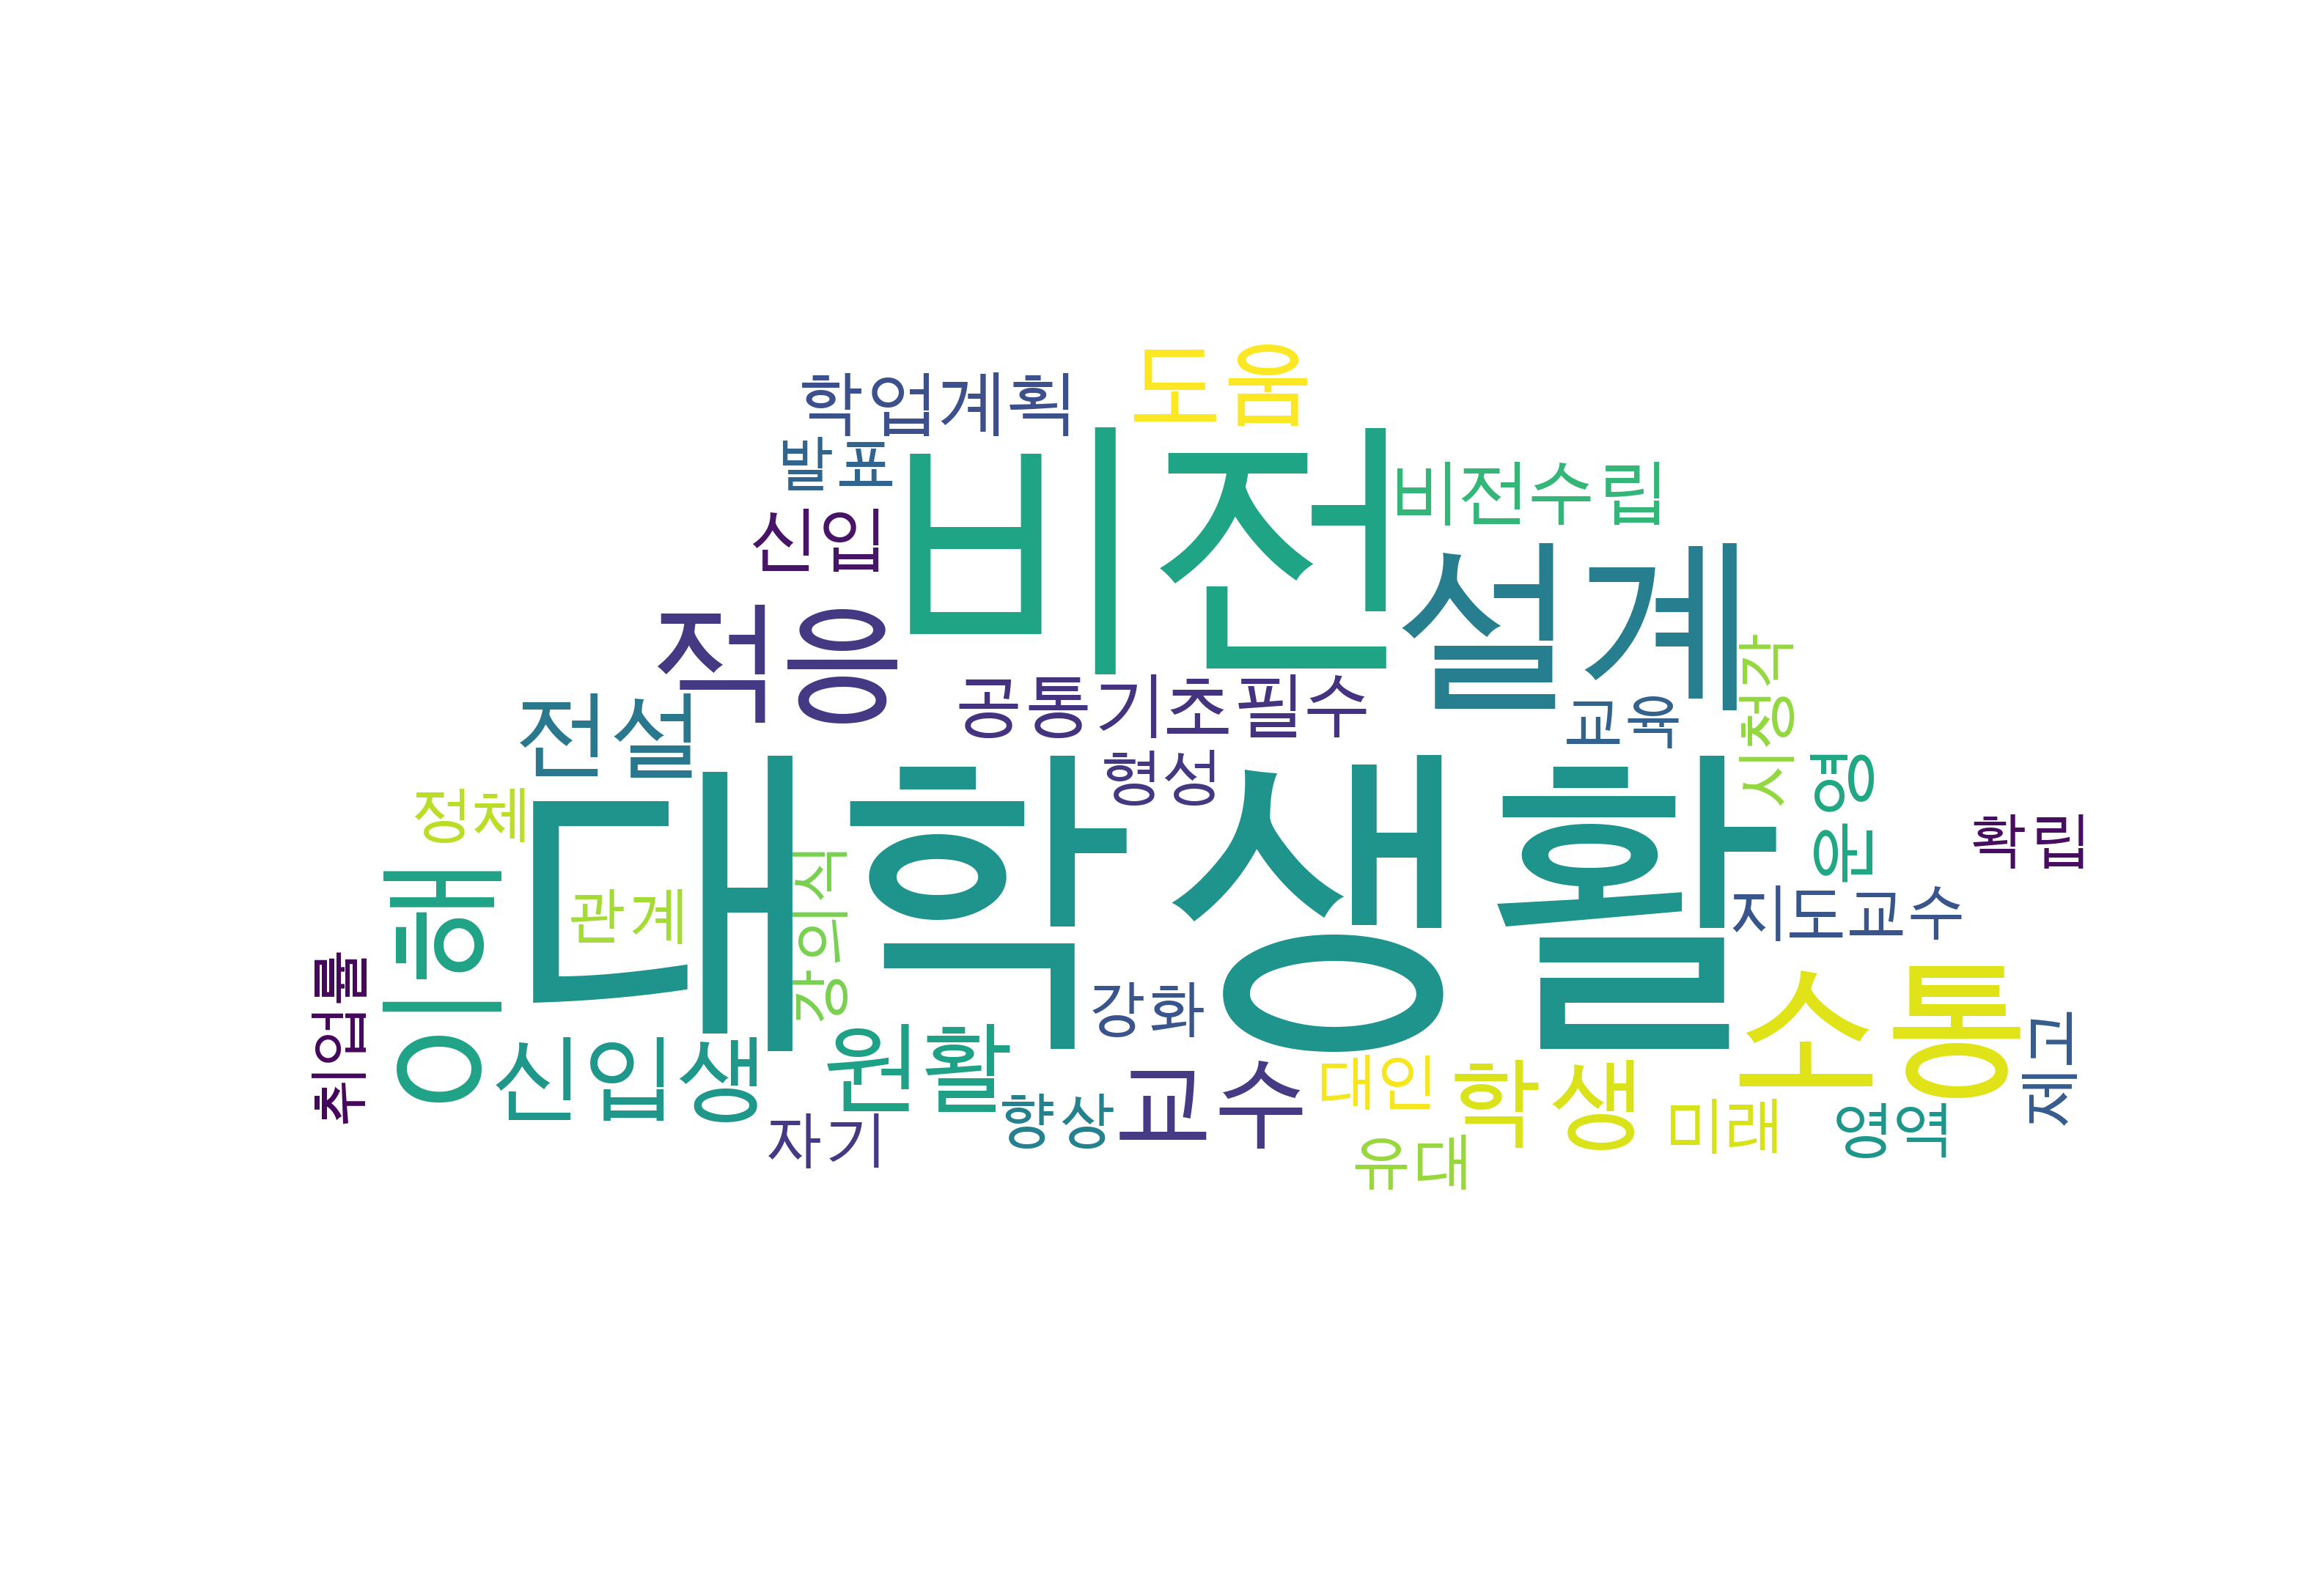 도움
학업계획
발표
비전
비전수립
신입
설계
적응
공통기초필수
교육
시청각
전설
형성
대학생활
운영
정체
학립
이해
관계
강의식
지도교수
취업률
강화
소통
제고
신입생
원활
향상
교수
대인
학생
미래
영역
자기
유대